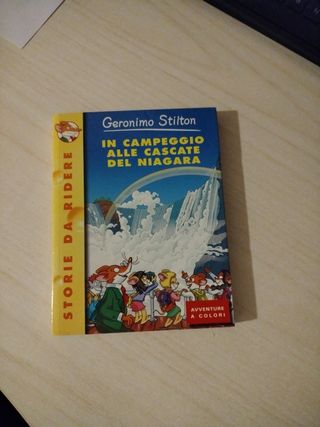 Geronimo Stilton
IN CAMPEGGIO
ALLE CASCATE
DEL NIAGARA
STORIE DA RIDERE
AVVENTURE
A COLORI